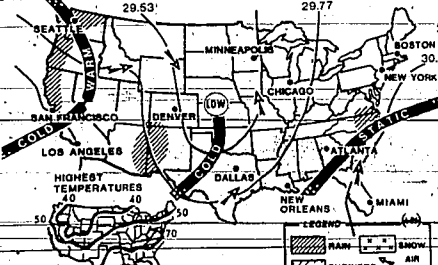 29.53
29.77
SEATTLE
WARM
MINNEAPOLIS
BOSTON
30.
NEW YORK
CHICAGO
LOW
DENVER
SAN FRANCISCO
COLD
STATIC
LOS ANGELES
COLD
ATLANTA
DALLAS
HIGHEST
TEMPERATURES
NEW
ORLEANS
MIAMI
40
40
50
50
70
LEGEND
RAIN
SNOW
AIR